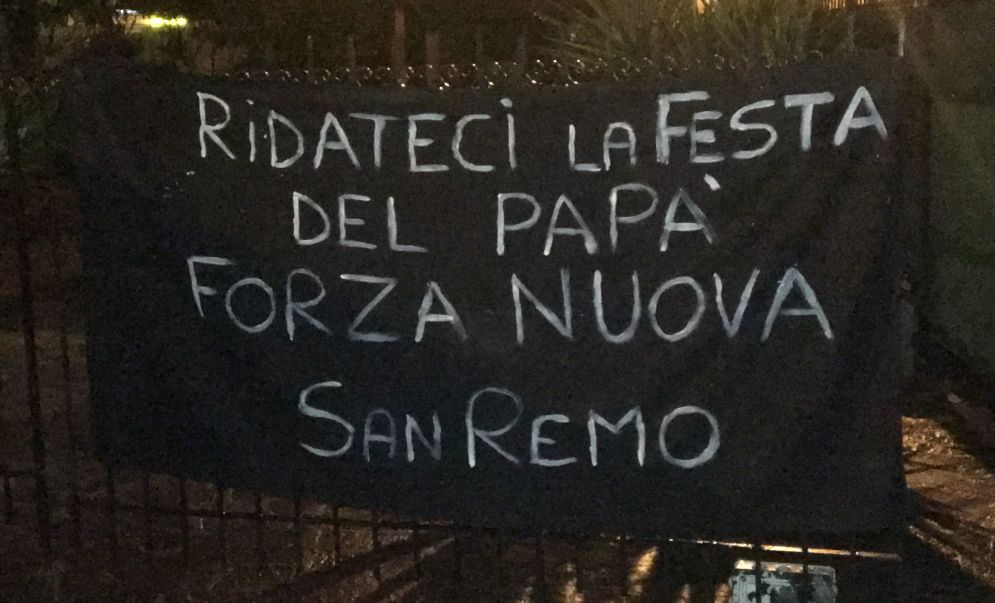 RiDATECi LA FESTA
DEL PAPÀ
FORZA NUOVA
SAN REMO